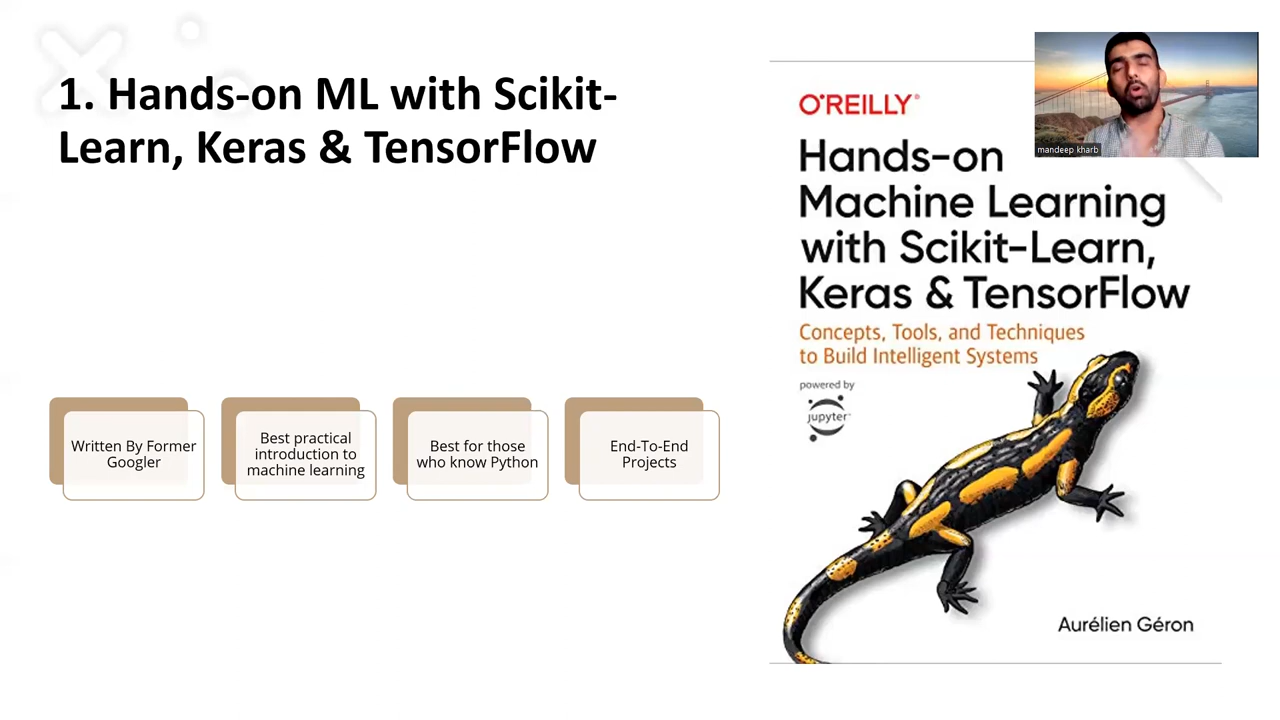 1. Hands-on ML with Scikit-
Learn, Keras & TensorFlow
Written By Former
Googler
Best practical
introduction to
machine learning
Best for those
who know Python
End-To-End
Projects
O'REILLY®
Hands-on
Machine Learning
with Scikit-Learn,
Keras & TensorFlow
Concepts, Tools, and Techniques
to Build Intelligent Systems
powered by
jupyter
Aurélien Géron
mandeep kharb